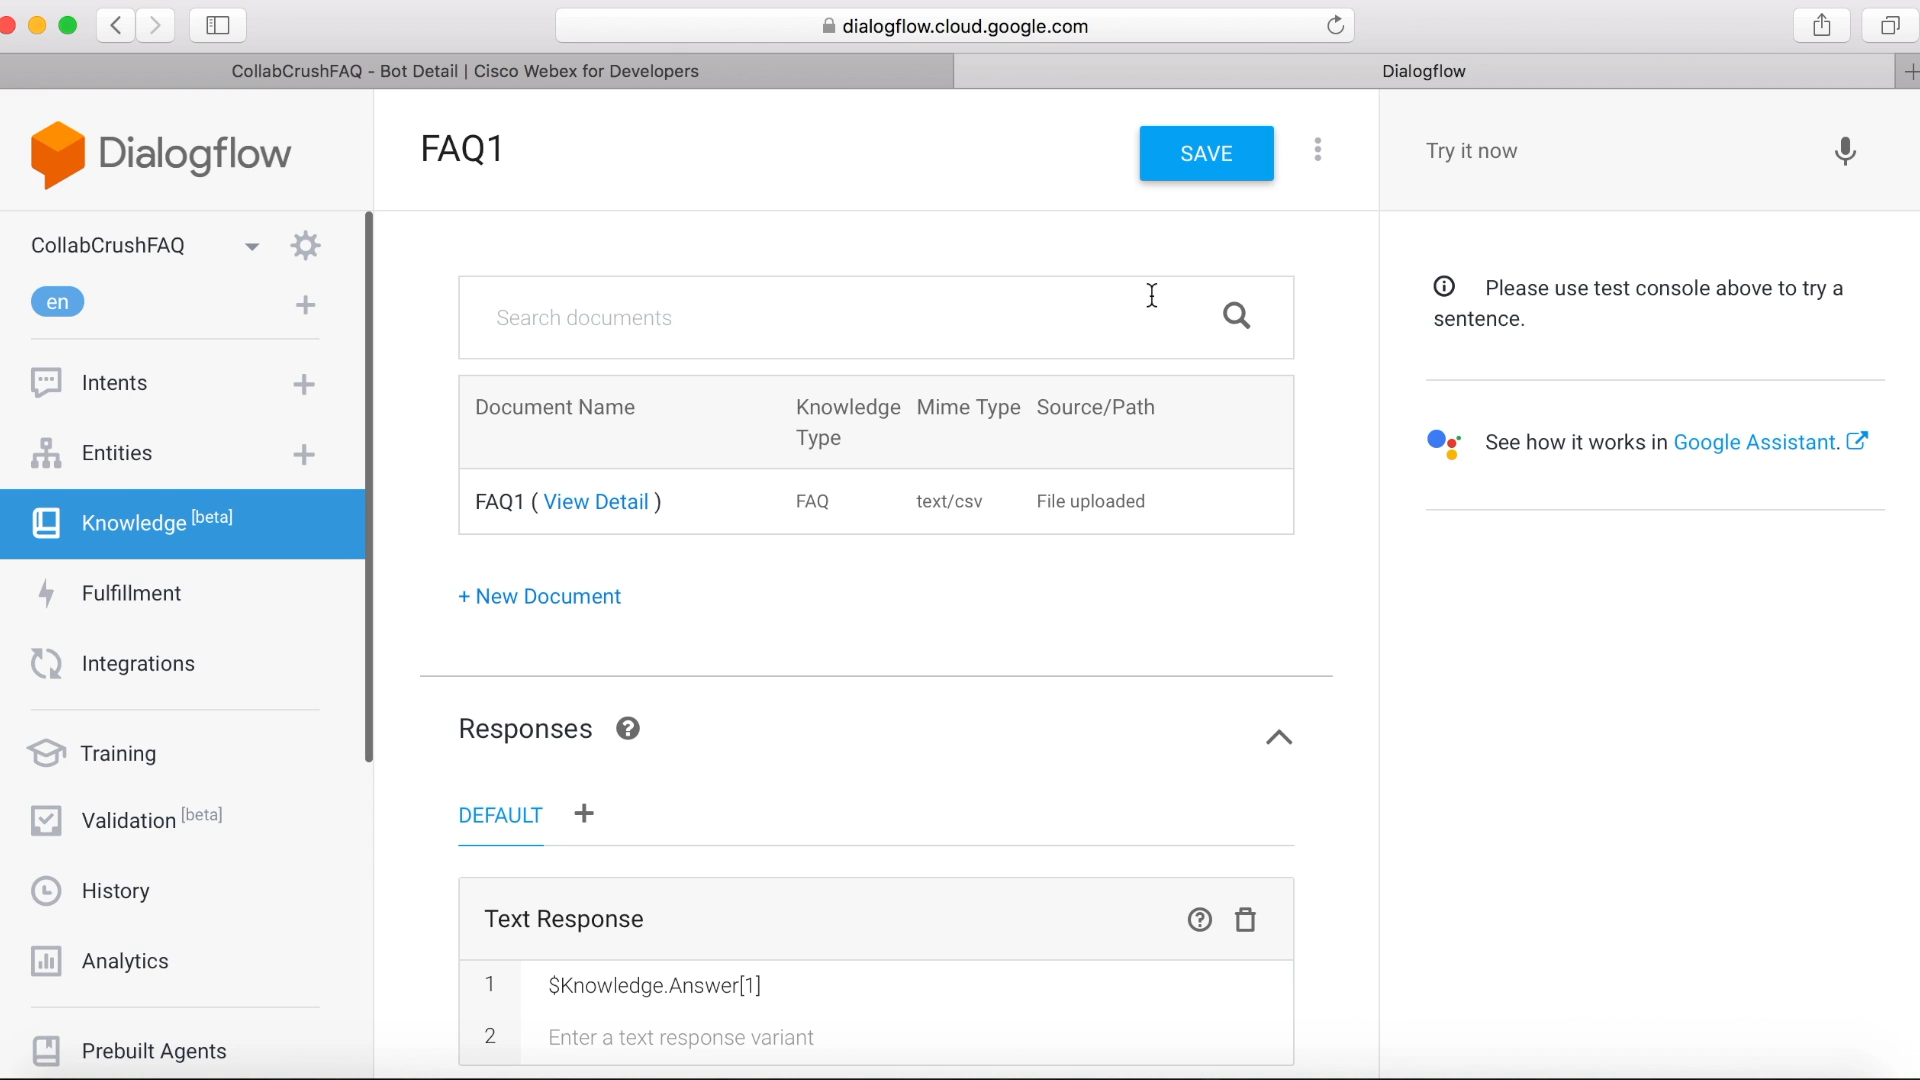 dialogflow.cloud.google.com
CollabCrushFAQ - Bot Detail | Cisco Webex for Developers
Dialogflow
Dialogflow
CollabCrushFAQ
en
Intents
Entities
Knowledge [beta]
Fulfillment
Integrations
Training
Validation [beta]
History
Analytics
Prebuilt Agents
FAQ1
SAVE
Search documents
Document Name Knowledge Type Mime Type Source/Path
FAQ1 ( View Detail ) FAQ text/csv File uploaded
+ New Document
Responses
DEFAULT +
Text Response
1 $Knowledge.Answer[1]
2 Enter a text response variant
Try it now
Please use test console above to try a
sentence.
See how it works in Google Assistant.